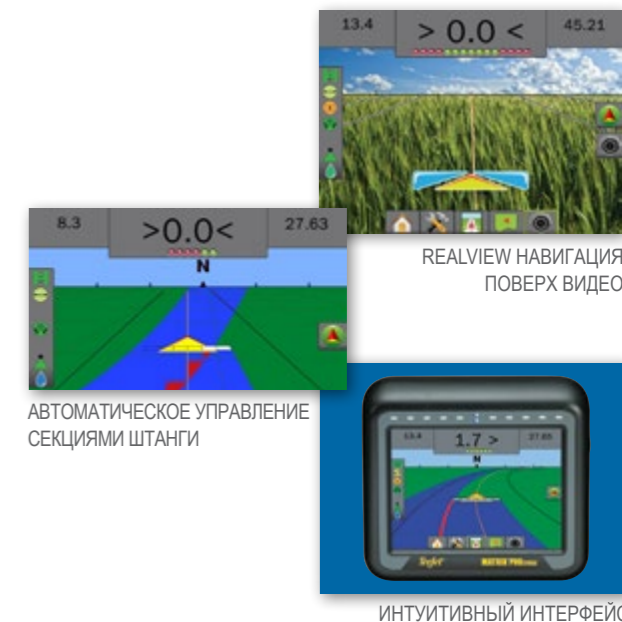 13.4
> 0.0 <
45.21
REALVIEW НАВИГАЦИЯ
ПОВЕРХ ВИДЕО
8.3
>0.0<
27.63
N
АВТОМАТИЧЕСКОЕ УПРАВЛЕНИЕ
СЕКЦИЯМИ ШТАНГИ
13.4
1.7 >
27.65
N
TeeJet
MATRIX PRO
ИНТУИТИВНЫЙ ИНТЕРФЕЙС